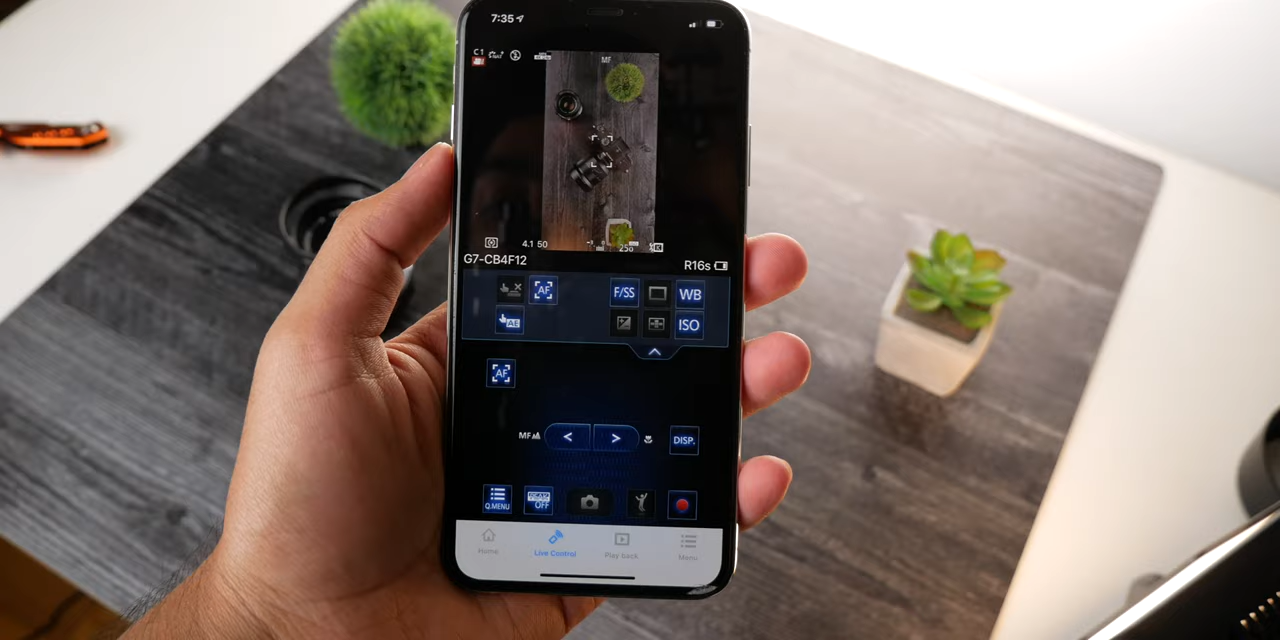 7:35
C1
MF
4.1 50
G7-CB4F12
R16s
AF
F/SS
WB
AE
ISO
AF
MF
DISP.
Q.MENU
PEAK
OFF
Home
Live Control
Play back
Menu